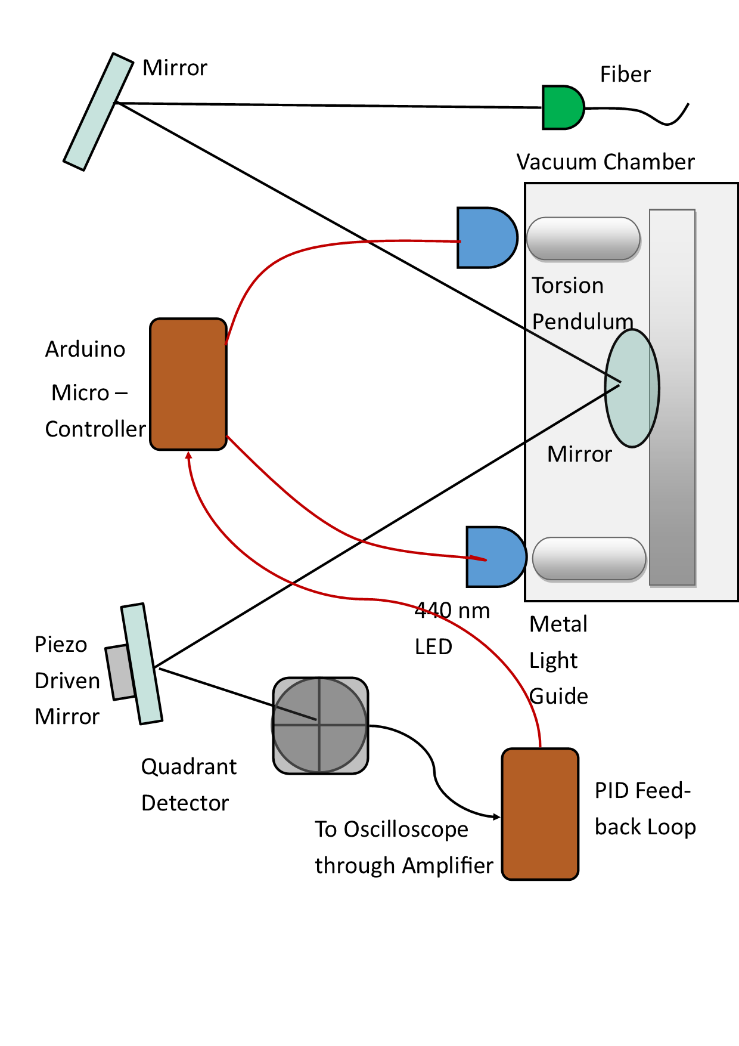 Mirror
Fiber
Vacuum Chamber
Torsion
Pendulum
Arduino
Micro –
Controller
Mirror
440 nm
LED
Metal
Light
Guide
Piezo
Driven
Mirror
Quadrant
Detector
To Oscilloscope
through Amplifier
PID Feed-
back Loop